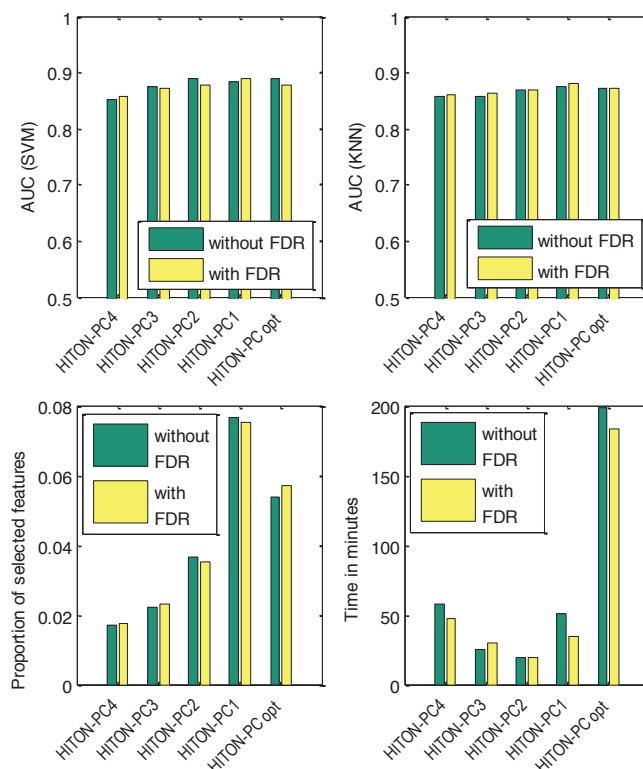 1
0.9
0.8
0.7
0.6
0.5
AUC (SVM)
without FDR
with FDR
HITON-PC4
HITON-PC3
HITON-PC2
HITON-PC1
HITON-PC opt
1
0.9
0.8
0.7
0.6
0.5
AUC (KNN)
without FDR
with FDR
HITON-PC4
HITON-PC3
HITON-PC2
HITON-PC1
HITON-PC opt
0.08
0.06
0.04
0.02
0
Proportion of selected features
without
FDR
with
FDR
HITON-PC4
HITON-PC3
HITON-PC2
HITON-PC1
HITON-PC opt
200
150
100
50
0
Time in minutes
without
FDR
with
FDR
HITON-PC4
HITON-PC3
HITON-PC2
HITON-PC1
HITON-PC opt